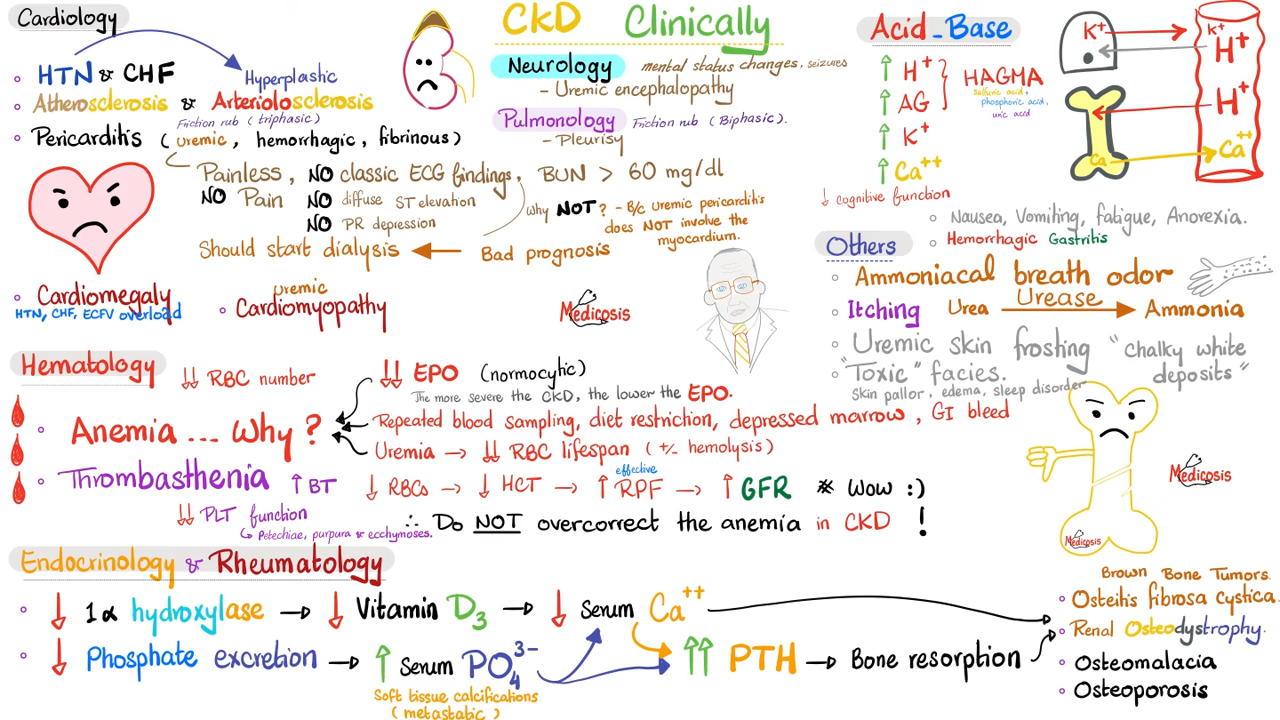 CKD Clinically
Cardiology
HTN & CHF
Hyperplastic
Atherosclerosis & Arteriolosclerosis
Friction rub (triphasic)
Pericarditis (uremic, hemorrhagic, fibrinous)
Painless, NO classic ECG findings, BUN > 60 mg/dl
NO Pain
NO diffuse ST elevation
NO PR depression
Why NOT? - B/c Uremic pericarditis
does NOT involve the
myocardium.
Should start dialysis
Bad prognosis
Cardiomegaly
HTN, CHF, ECFV overload
uremic
Cardiomyopathy
Medicosis
Neurology
mental status changes, seizures
- Uremic encephalopathy
Pulmonology
Friction rub (Biphasic).
- Pleurisy
Acid-Base
↑ H+
↑ AG
HAGMA
sulfuric acid,
phosphoric acid,
uric acid
↑ K+
↑ Ca++
↓ cognitive function
K+
K+
H+
H+
Ca
Ca++
Others
Nausea, Vomiting, fatigue, Anorexia.
Hemorrhagic Gastritis
Ammoniacal breath odor
Itching
Urea
Urease
Ammonia
Uremic skin frosting "Chalky white
deposits"
"Toxic" facies.
Skin pallor, edema, sleep disorder
Hematology
↓↓ RBC number
↓↓ EPO (normocytic)
The more severe the CKD, the lower the EPO.
Anemia ... Why?
Repeated blood sampling, diet restriction, depressed marrow, GI bleed
Uremia → ↓↓ RBC lifespan (+/- hemolysis)
Thrombasthenia ↑ BT
↓↓ PLT function
Petechiae, purpura & ecchymoses.
effective
↓ RBCs → ↓ HCT → ↑ RPF → ↑ GFR * Wow :)
∴ Do NOT overcorrect the anemia in CKD !
Medicosis
Medicosis
Endocrinology & Rheumatology
↓ 1α hydroxylase → ↓ Vitamin D3 → ↓ Serum Ca++
↓ Phosphate excretion → ↑ Serum PO4 3- ↑↑ PTH → Bone resorption
Soft tissue calcifications
(metastatic)
Brown Bone Tumors.
Osteitis fibrosa cystica.
Renal Osteodystrophy.
Osteomalacia
Osteoporosis